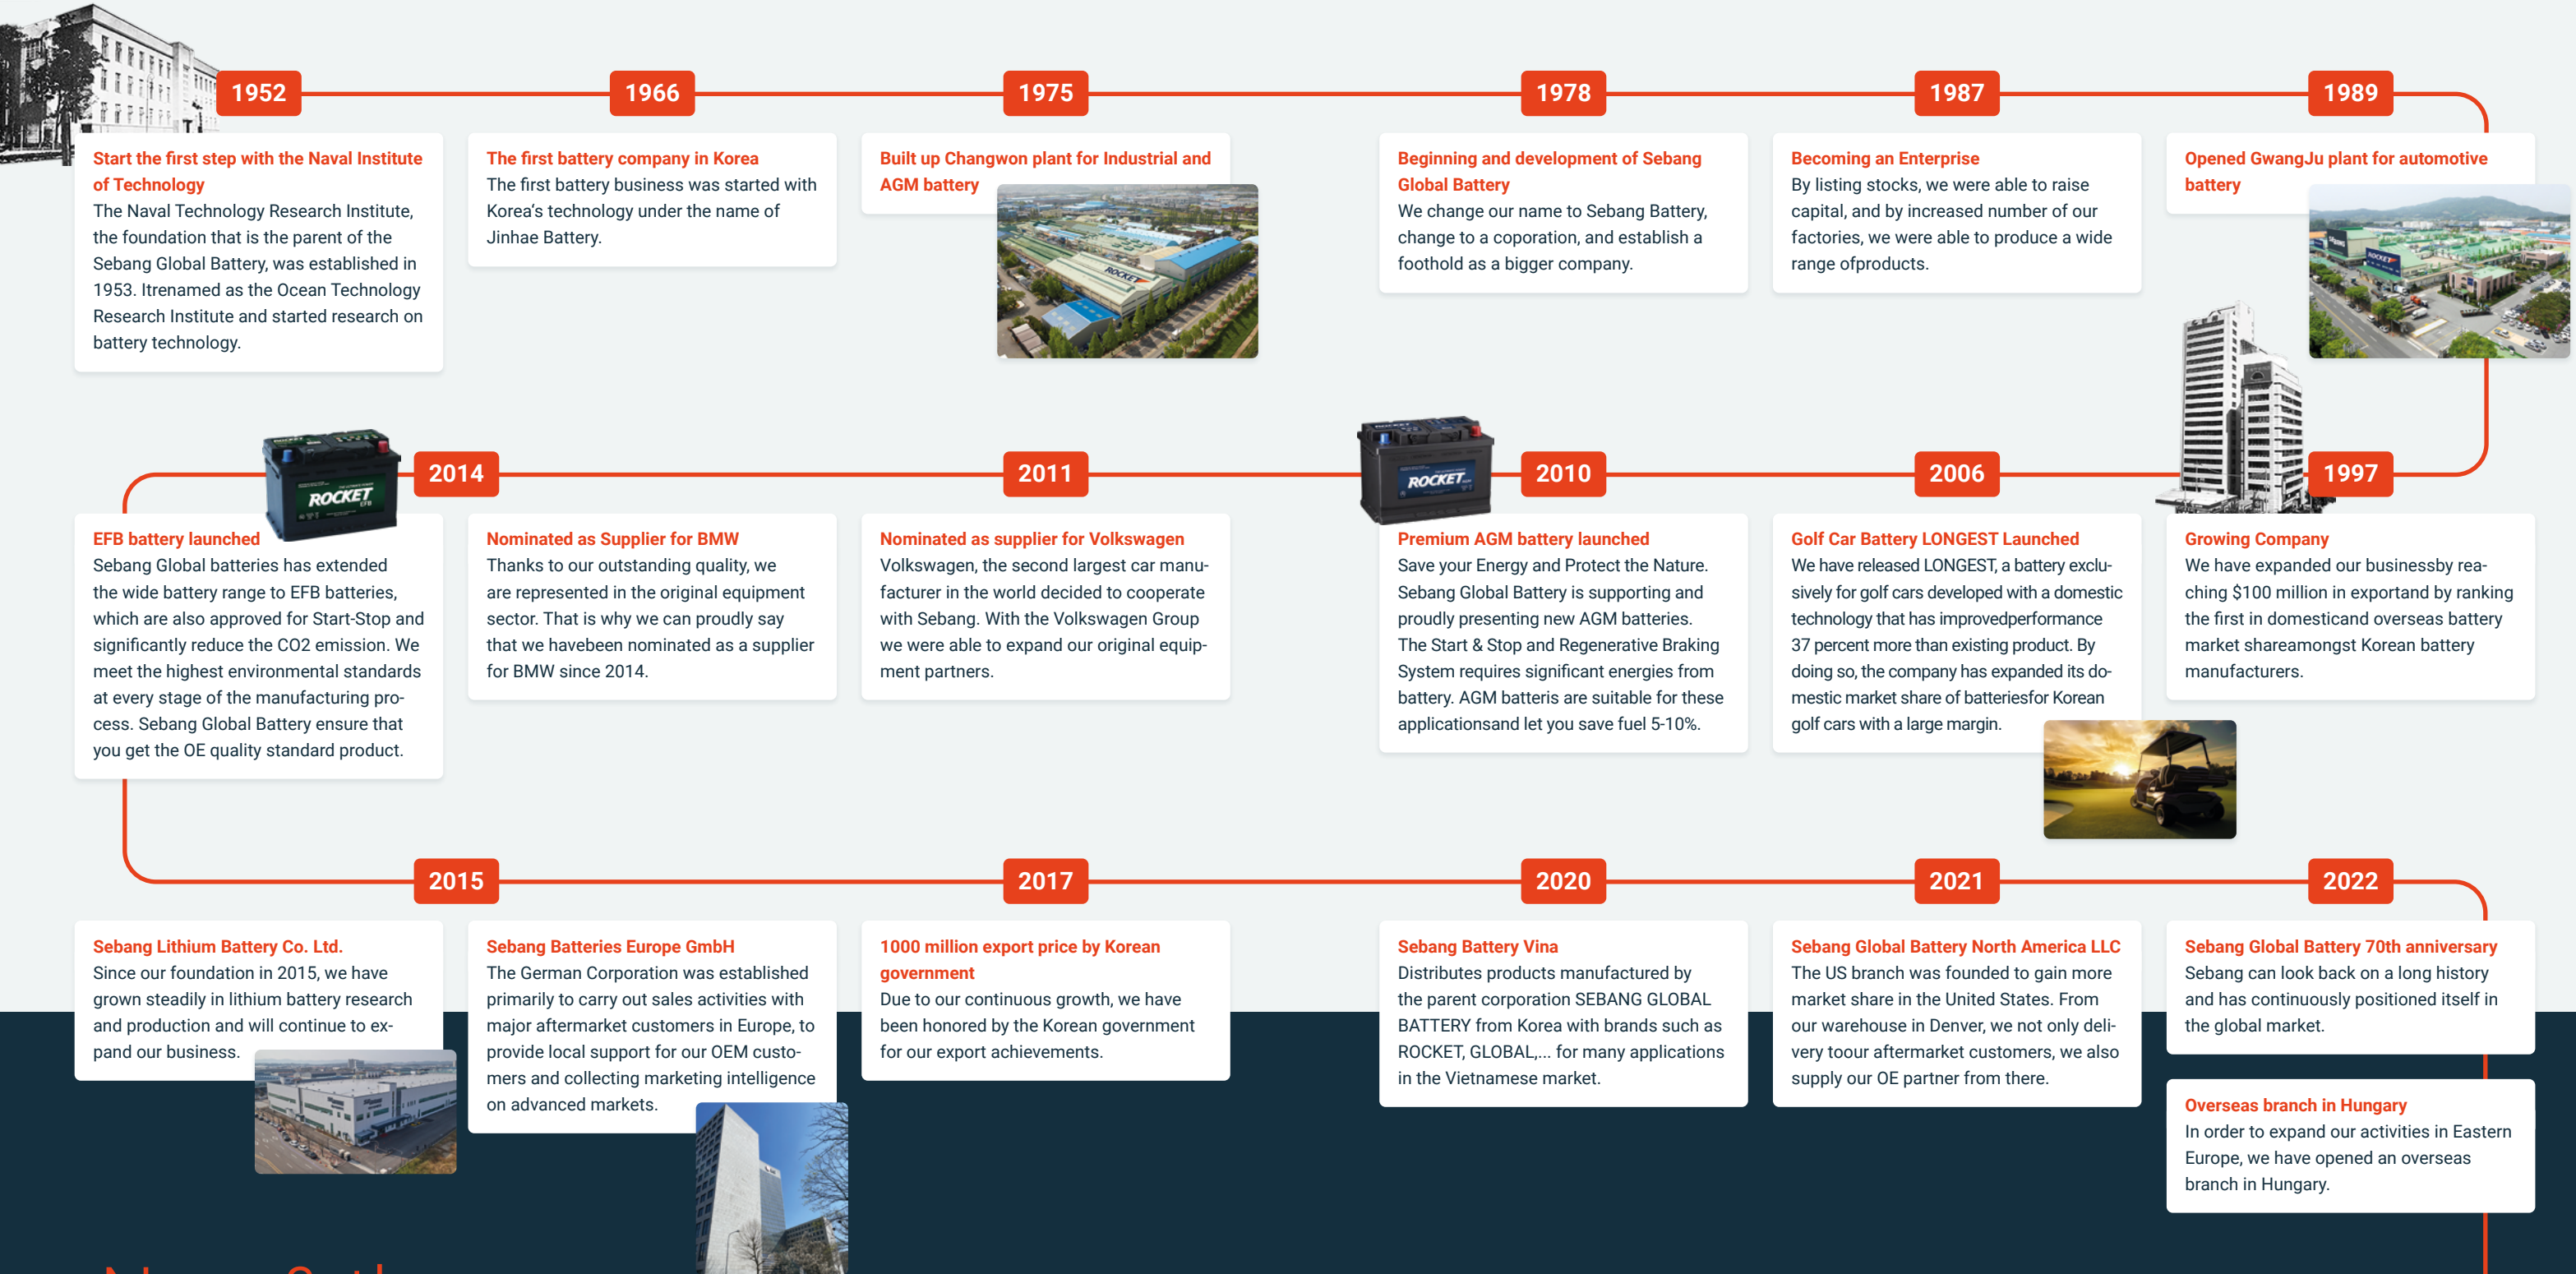 1952
Start the first step with the Naval Institute
of Technology
The Naval Technology Research Institute,
the foundation that is the parent of the
Sebang Global Battery, was established in
1953. Itrenamed as the Ocean Technology
Research Institute and started research on
battery technology.
1966
The first battery company in Korea
The first battery business was started with
Korea‘s technology under the name of
Jinhae Battery.
1975
Built up Changwon plant for Industrial and
AGM battery
ROCKET
1978
Beginning and development of Sebang
Global Battery
We change our name to Sebang Battery,
change to a coporation, and establish a
foothold as a bigger company.
1987
Becoming an Enterprise
By listing stocks, we were able to raise
capital, and by increased number of our
factories, we were able to produce a wide
range ofproducts.
1989
Opened GwangJu plant for automotive
battery
ROCKET
1997
Growing Company
We have expanded our businessby rea-
ching $100 million in exportand by ranking
the first in domesticand overseas battery
market shareamongst Korean battery
manufacturers.
2006
Golf Car Battery LONGEST Launched
We have released LONGEST, a battery exclu-
sively for golf cars developed with a domestic
technology that has improvedperformance
37 percent more than existing product. By
doing so, the company has expanded its do-
mestic market share of batteriesfor Korean
golf cars with a large margin.
2010
ROCKET
Premium AGM battery launched
Save your Energy and Protect the Nature.
Sebang Global Battery is supporting and
proudly presenting new AGM batteries.
The Start & Stop and Regenerative Braking
System requires significant energies from
battery. AGM batteris are suitable for these
applicationsand let you save fuel 5-10%.
2011
Nominated as supplier for Volkswagen
Volkswagen, the second largest car manu-
facturer in the world decided to cooperate
with Sebang. With the Volkswagen Group
we were able to expand our original equip-
ment partners.
2014
Nominated as Supplier for BMW
Thanks to our outstanding quality, we
are represented in the original equipment
sector. That is why we can proudly say
that we havebeen nominated as a supplier
for BMW since 2014.
ROCKET
EFB
EFB battery launched
Sebang Global batteries has extended
the wide battery range to EFB batteries,
which are also approved for Start-Stop and
significantly reduce the CO2 emission. We
meet the highest environmental standards
at every stage of the manufacturing pro-
cess. Sebang Global Battery ensure that
you get the OE quality standard product.
2015
Sebang Lithium Battery Co. Ltd.
Since our foundation in 2015, we have
grown steadily in lithium battery research
and production and will continue to ex-
pand our business.
Sebang Batteries Europe GmbH
The German Corporation was established
primarily to carry out sales activities with
major aftermarket customers in Europe, to
provide local support for our OEM custo-
mers and collecting marketing intelligence
on advanced markets.
2017
1000 million export price by Korean
government
Due to our continuous growth, we have
been honored by the Korean government
for our export achievements.
2020
Sebang Battery Vina
Distributes products manufactured by
the parent corporation SEBANG GLOBAL
BATTERY from Korea with brands such as
ROCKET, GLOBAL,... for many applications
in the Vietnamese market.
2021
Sebang Global Battery North America LLC
The US branch was founded to gain more
market share in the United States. From
our warehouse in Denver, we not only deli-
very toour aftermarket customers, we also
supply our OE partner from there.
2022
Sebang Global Battery 70th anniversary
Sebang can look back on a long history
and has continuously positioned itself in
the global market.
Overseas branch in Hungary
In order to expand our activities in Eastern
Europe, we have opened an overseas
branch in Hungary.